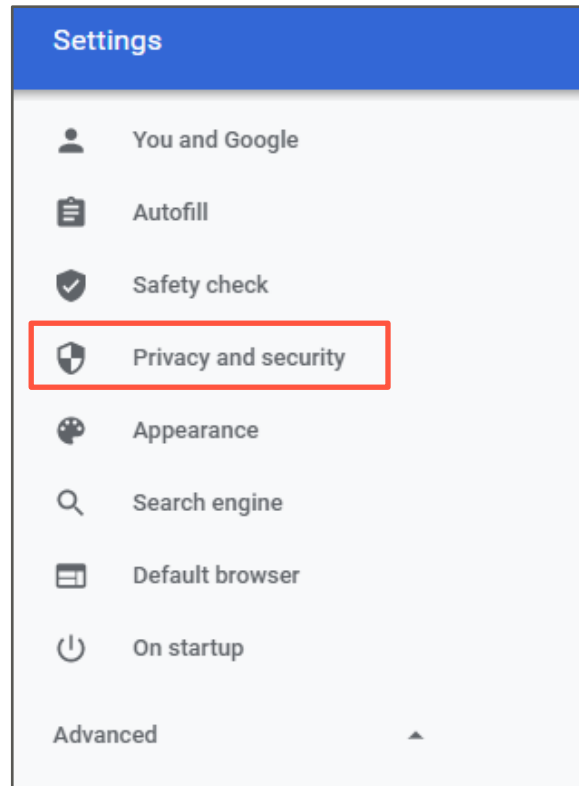 Settings
You and Google
Autofill
Safety check
Privacy and security
Appearance
Search engine
Default browser
On startup
Advanced